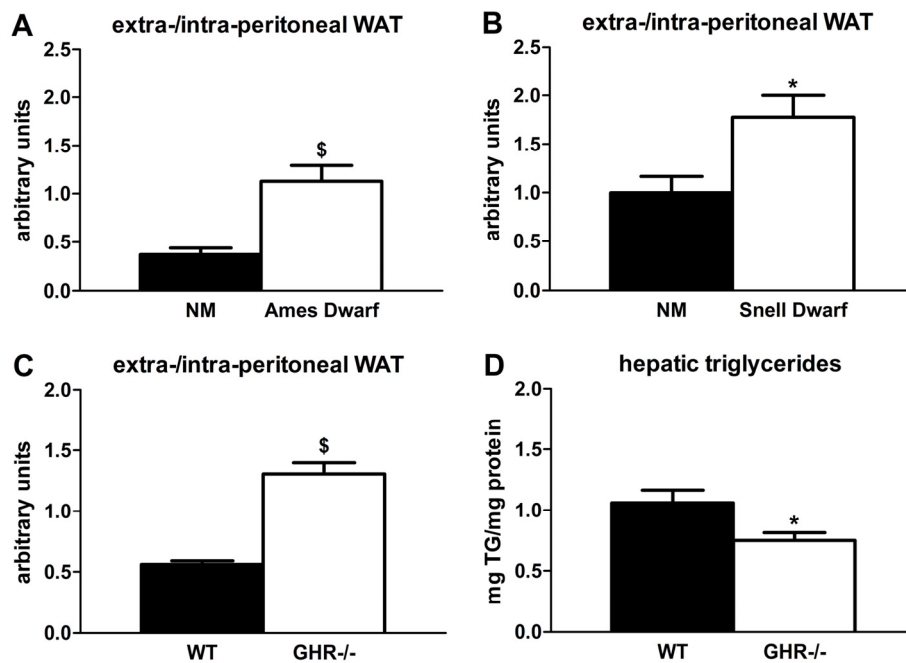 A
extra-/intra-peritoneal WAT
arbitrary units
2.5
2.0
1.5
1.0
0.5
0.0
$
NM
Ames Dwarf
B
extra-/intra-peritoneal WAT
arbitrary units
2.5
2.0
1.5
1.0
0.5
0.0
*
NM
Snell Dwarf
C
extra-/intra-peritoneal WAT
arbitrary units
2.0
1.5
1.0
0.5
0.0
$
WT
GHR-/-
D
hepatic triglycerides
mg TG/mg protein
2.0
1.5
1.0
0.5
0.0
*
WT
GHR-/-